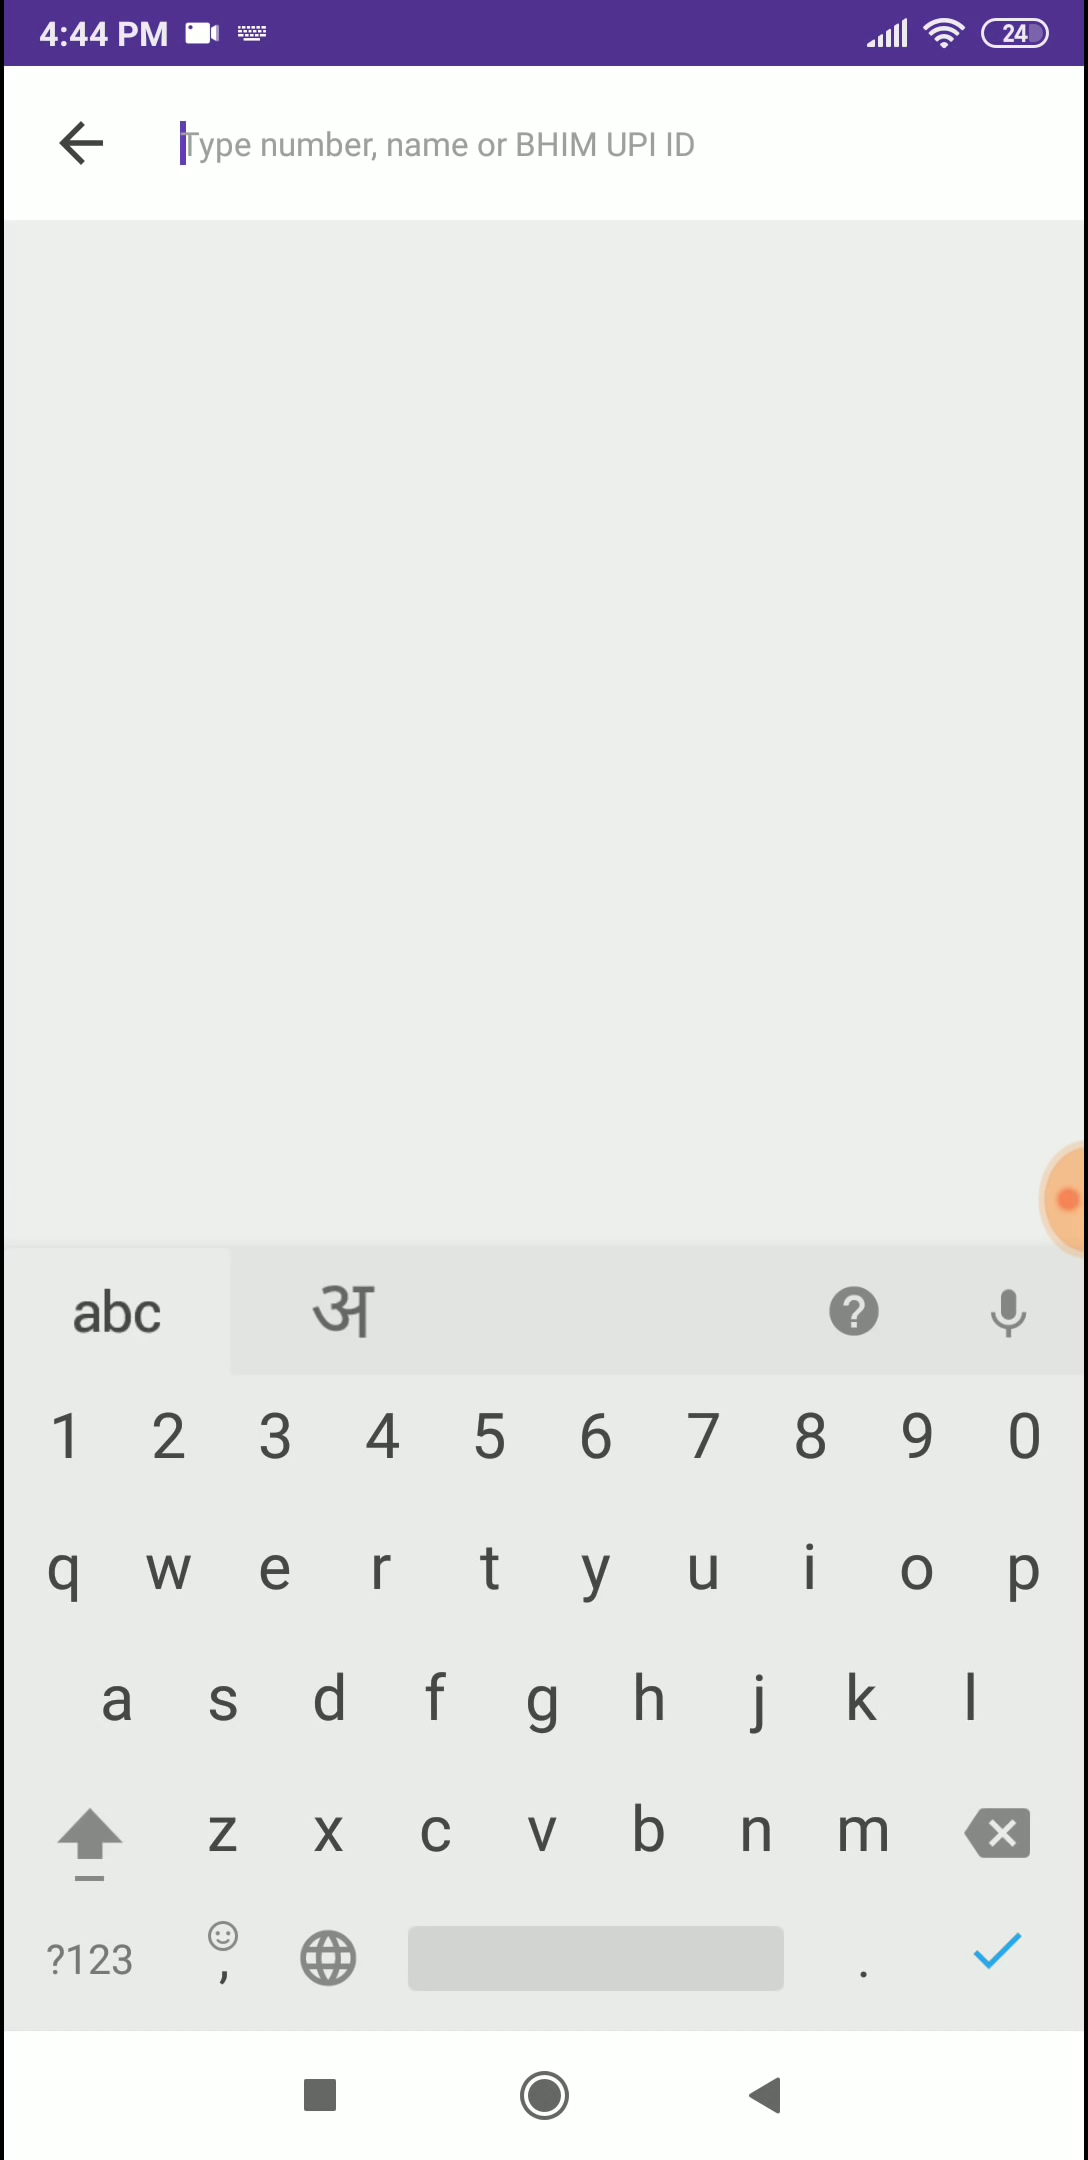 4:44 PM
24
Type number, name or BHIM UPI ID
abc अ
1 2 3 4 5 6 7 8 9 0
q w e r t y u i o p
a s d f g h j k l
z x c v b n m
?123 , .